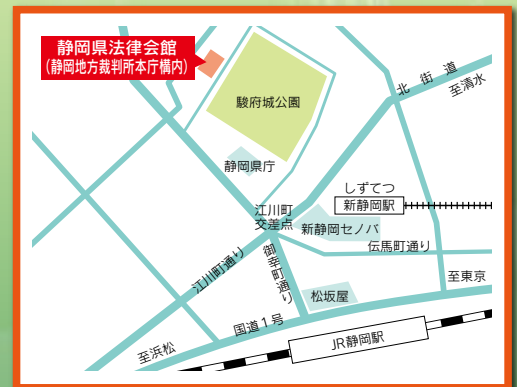 静岡県法律会館
(静岡地方裁判所本庁構内)
駿府城公園
北街道
至清水
静岡県庁
しずてつ
新静岡駅
江川町
交差点
新静岡セノバ
伝馬町通り
江川町通り
御幸町通り
至東京
松坂屋
国道1号
至浜松
JR静岡駅